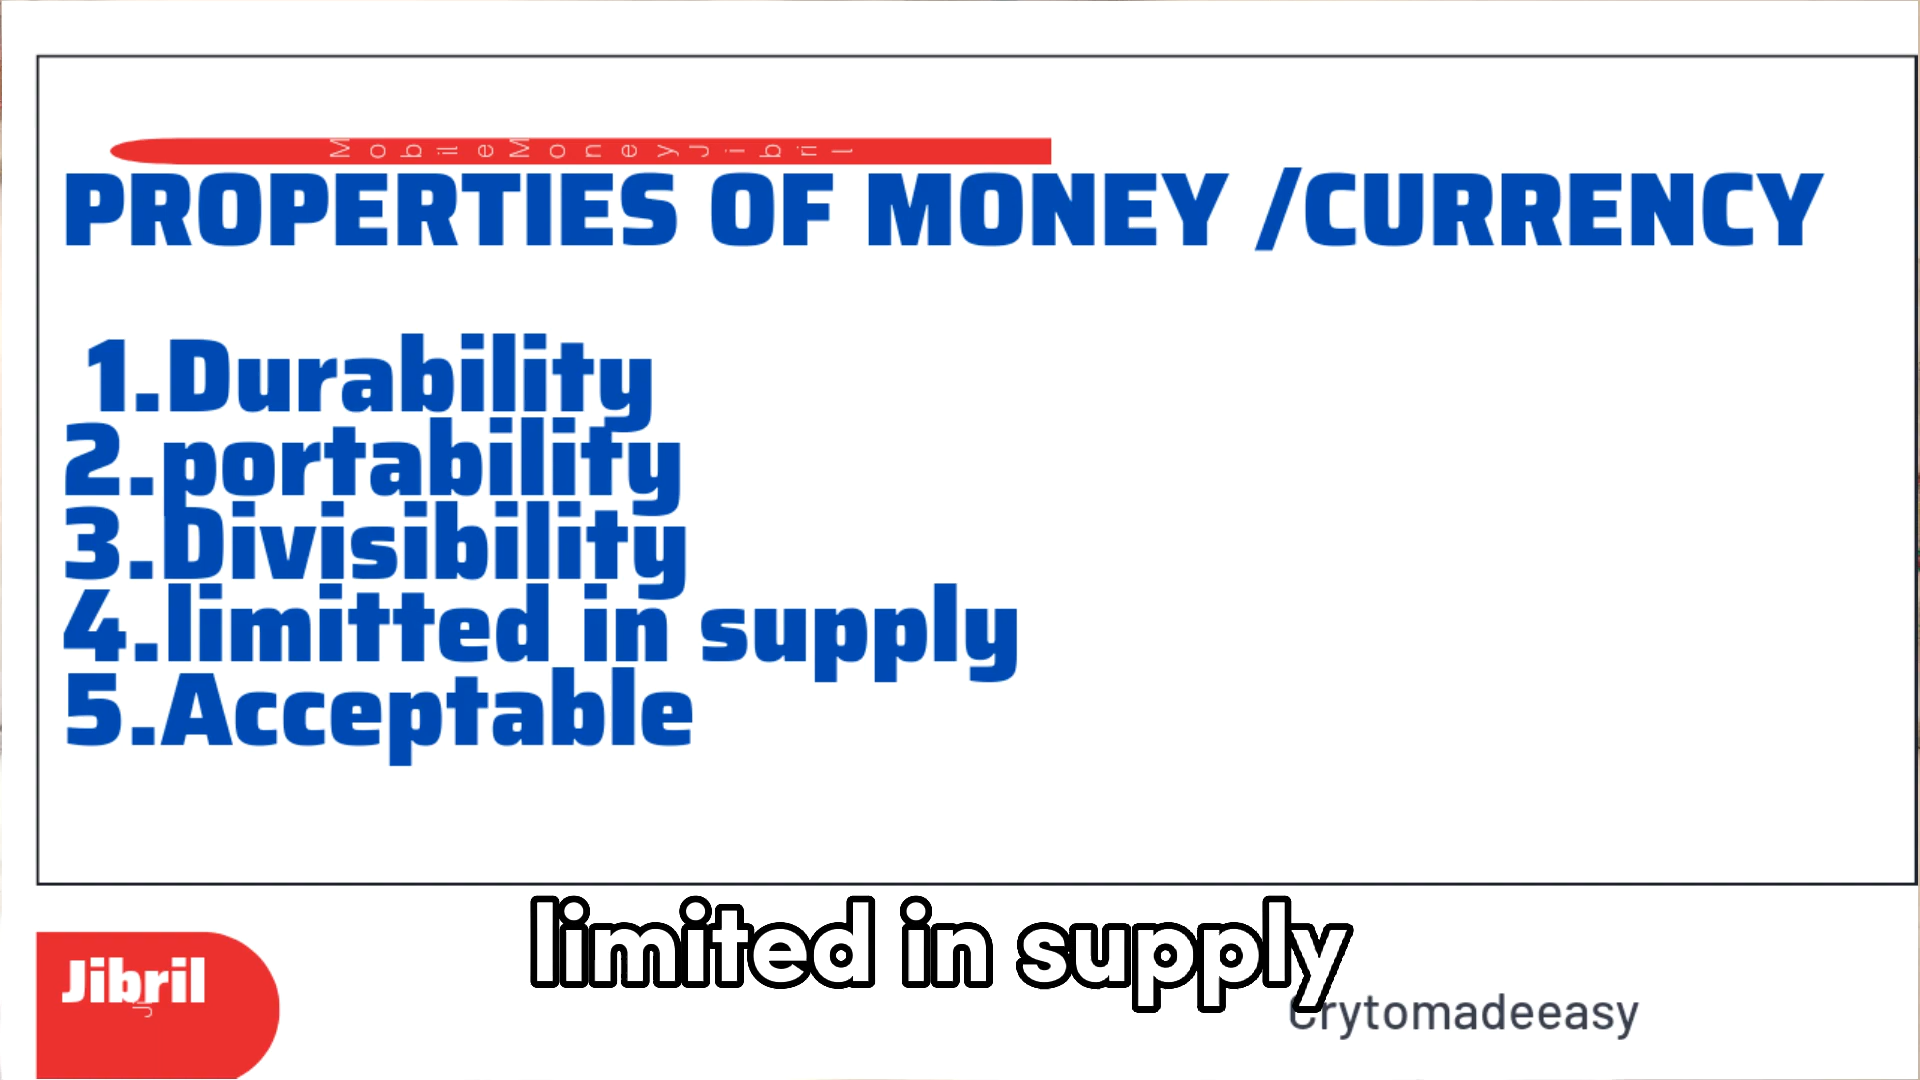 MobileMoneyJibril
PROPERTIES OF MONEY /CURRENCY
1.Durability
2.portability
3.Divisibility
4.limitted in supply
5.Acceptable
limited in supply
Jibril
Crytomadeeasy